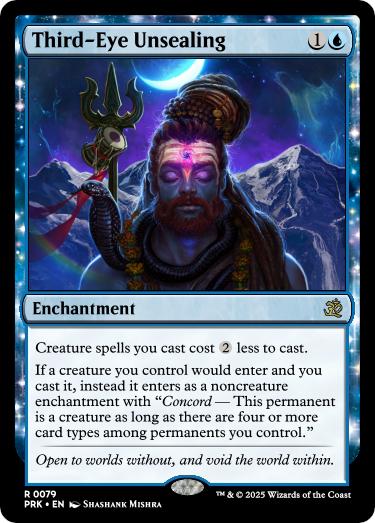 Third-Eye Unsealing 1
Enchantment
Creature spells you cast cost 2 less to cast.
If a creature you control would enter and you
cast it, instead it enters as a noncreature
enchantment with “Concord — This permanent
is a creature as long as there are four or more
card types among permanents you control.”
Open to worlds without, and void the world within.
R 0079
PRK • EN Shashank Mishra
™ & © 2025 Wizards of the Coast